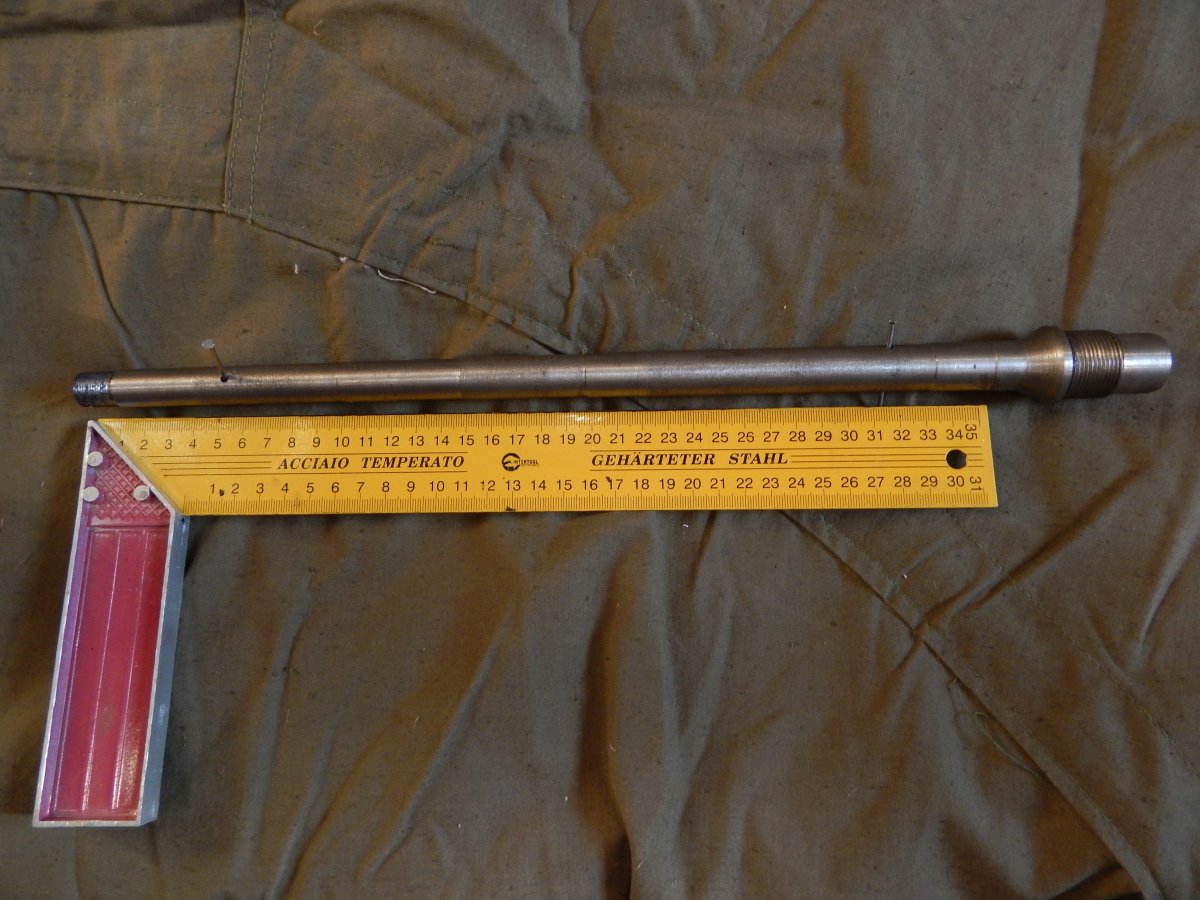 1 2 3 4 5 6 7 8 9 10 11 12 13 14 15 16 17 18 19 20 21 22 23 24 25 26 27 28 29 30 31 32 33 34 35
ACCIAIO TEMPERATO INTERTOOL GEHÄRTETER STAHL
1 2 3 4 5 6 7 8 9 10 11 12 13 14 15 16 17 18 19 20 21 22 23 24 25 26 27 28 29 30 31